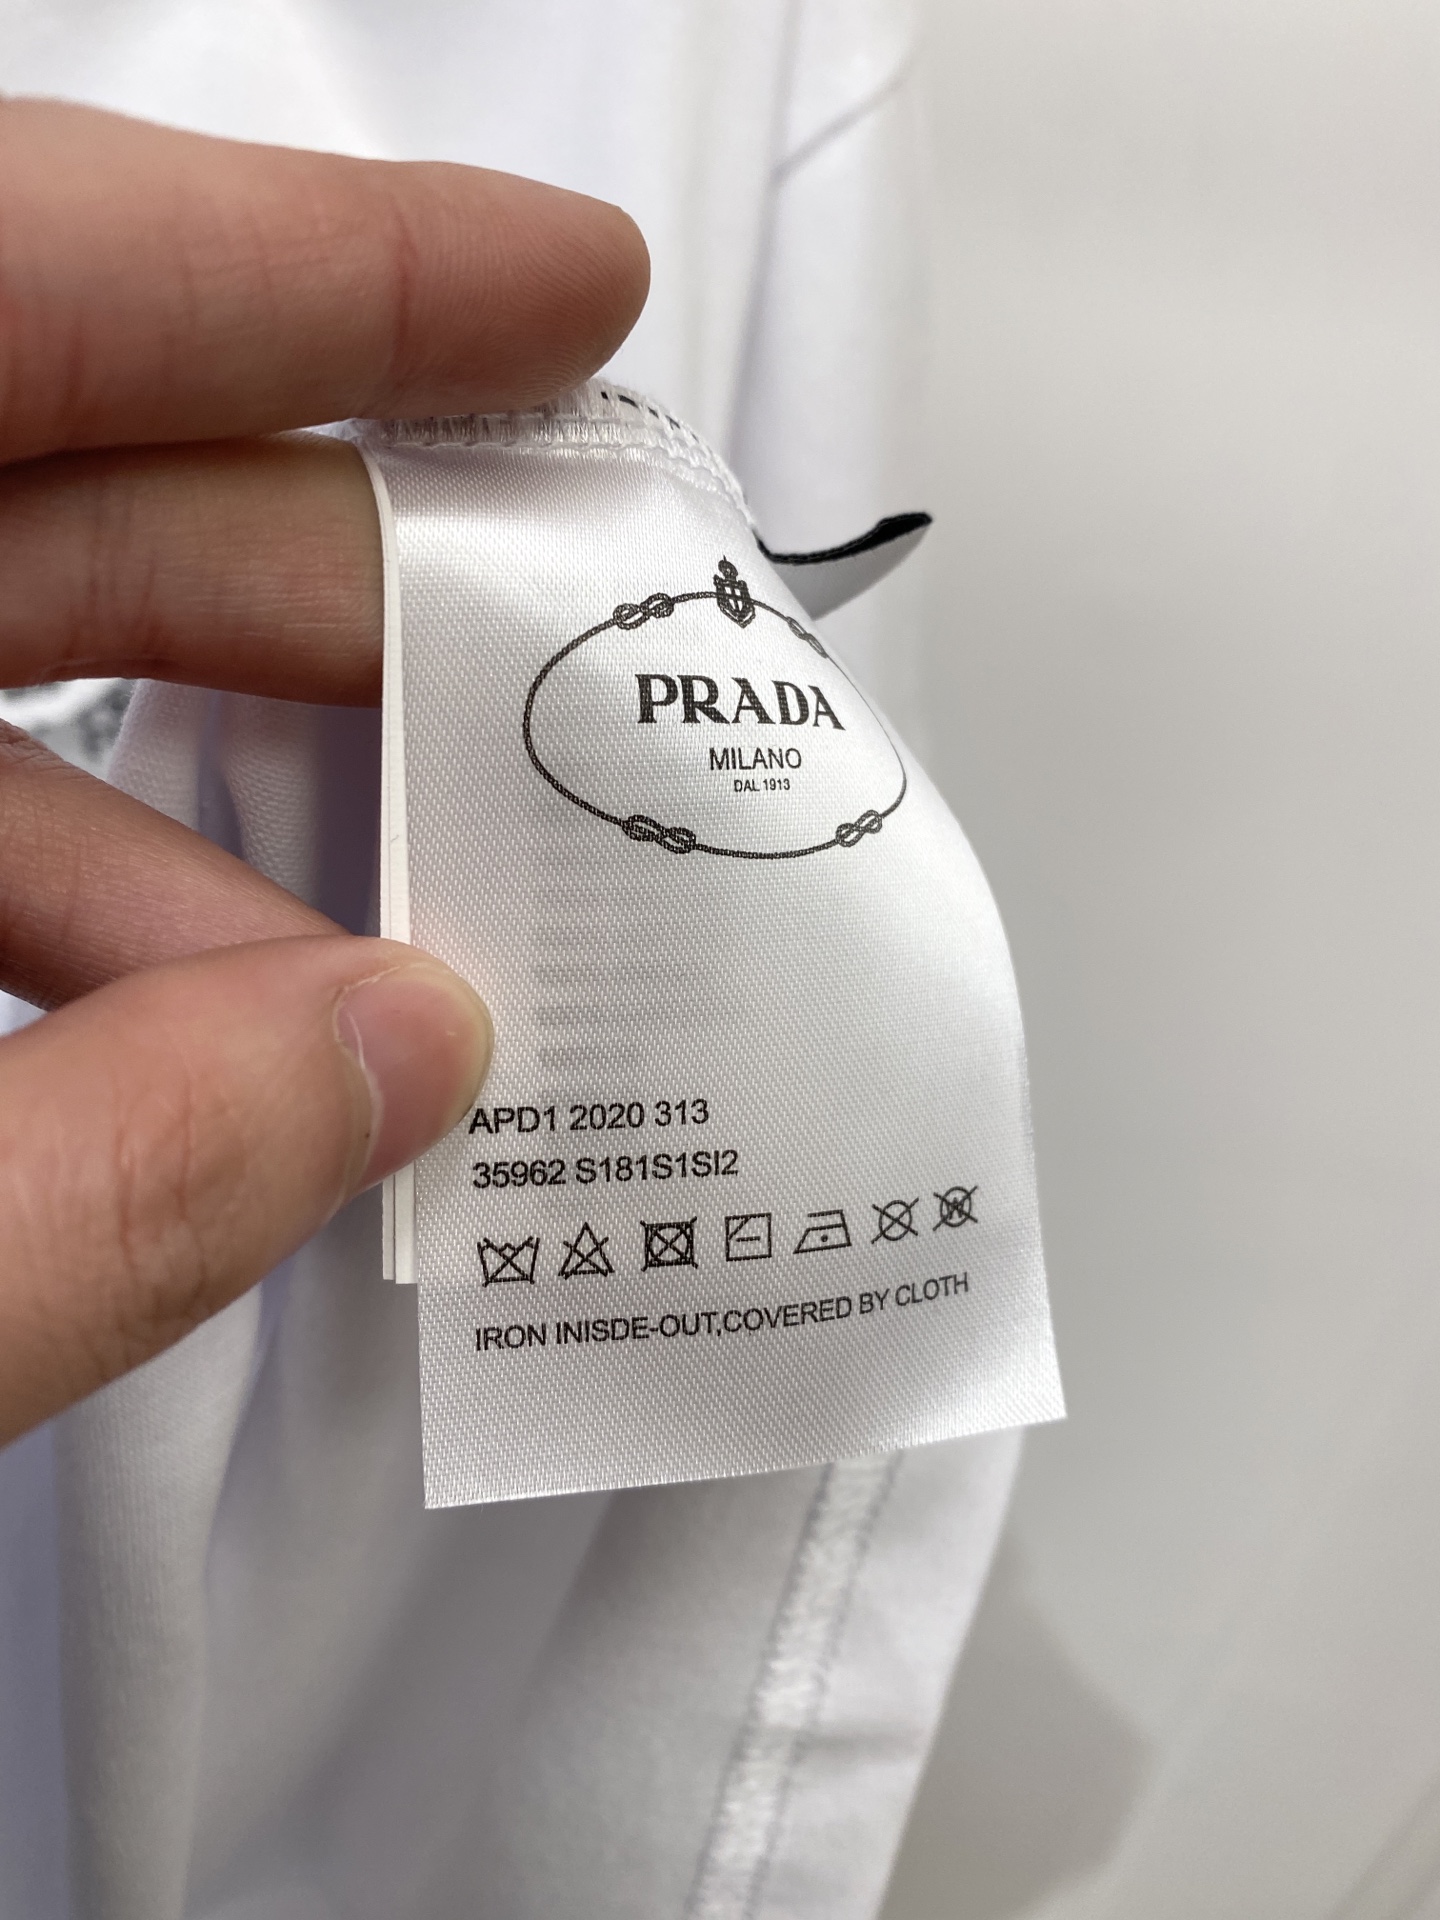 PRADA
MILANO
DAL 1913
APD1 2020 313
35962 S181S1SI2
IRON INISDE-OUT,COVERED BY CLOTH